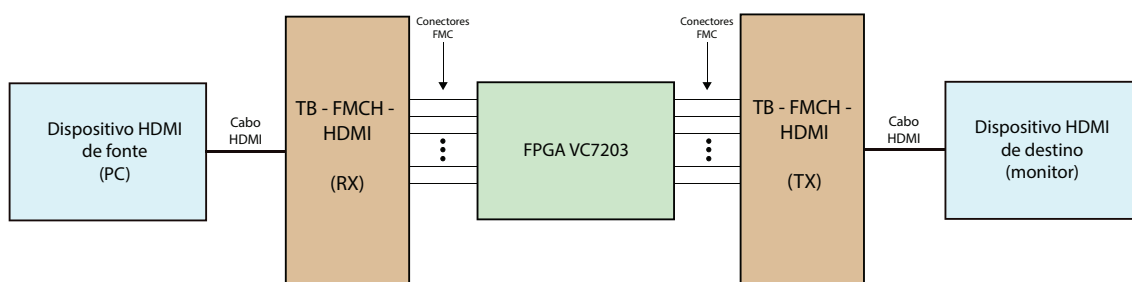 Conectores
FMC
Conectores
FMC
Dispositivo HDMI
de fonte
(PC)
Cabo
HDMI
TB - FMCH -
HDMI
(RX)
FPGA VC7203
TB - FMCH -
HDMI
(TX)
Cabo
HDMI
Dispositivo HDMI
de destino
(monitor)